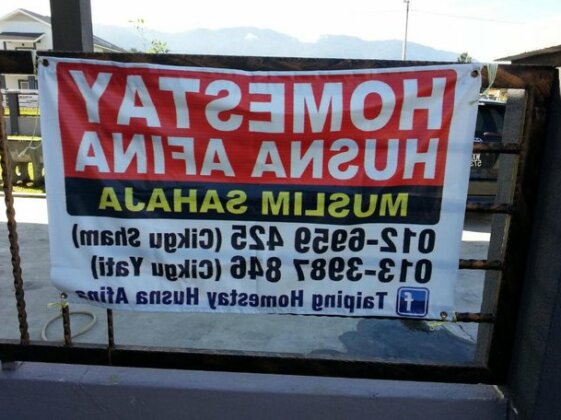 HOMESTAY
HUSNA AFINA
MUSLIM SAHAJA
012-6959 425 (Cikgu Sham)
013-3987 846 (Cikgu Yati)
f Taiping Homestay Husna Afina